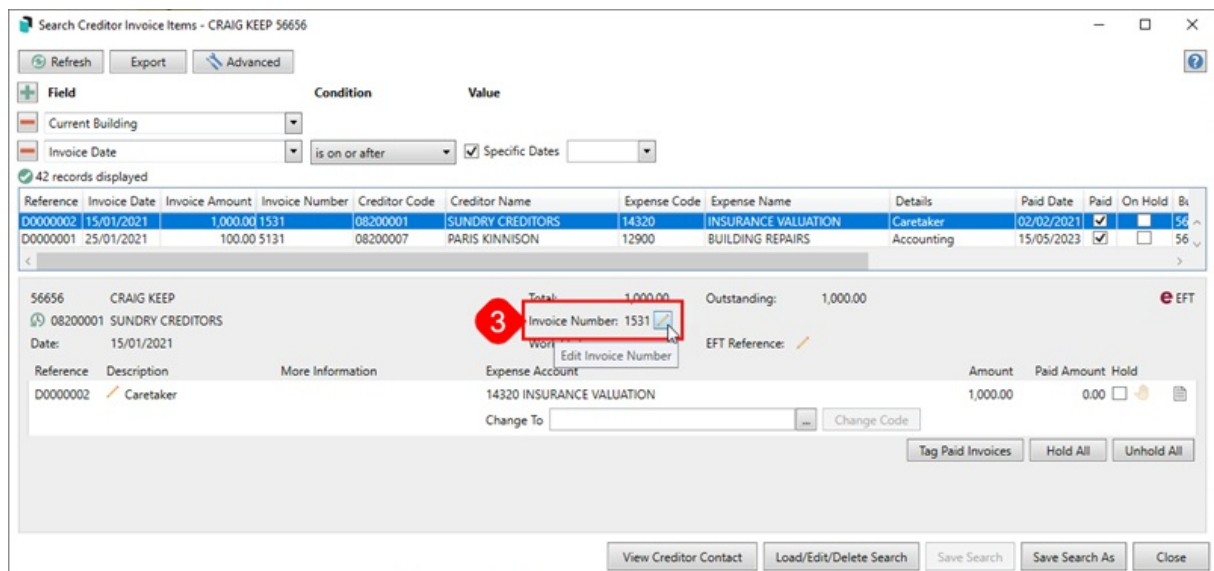 Search Creditor Invoice Items - CRAIG KEEP 56656
Refresh Export Advanced
Field Condition Value
Current Building
Invoice Date is on or after Specific Dates
42 records displayed
Reference Invoice Date Invoice Amount Invoice Number Creditor Code Creditor Name Expense Code Expense Name Details Paid Date Paid On Hold
D0000002 15/01/2021 1,000.00 1531 08200001 SUNDRY CREDITORS 14320 INSURANCE VALUATION Caretaker 02/02/2021 56
D0000001 25/01/2021 100.00 5131 08200007 PARIS KINNISON 12900 BUILDING REPAIRS Accounting 15/05/2023 56
56656 CRAIG KEEP Total: 1,000.00 Outstanding: 1,000.00 e EFT
08200001 SUNDRY CREDITORS 3 Invoice Number: 1531
Date: 15/01/2021 EFT Reference:
Edit Invoice Number
Reference Description More Information Expense Account Amount Paid Amount Hold
D0000002 Caretaker 14320 INSURANCE VALUATION 1,000.00 0.00
Change To ... Change Code
Tag Paid Invoices Hold All Unhold All
View Creditor Contact Load/Edit/Delete Search Save Search Save Search As Close